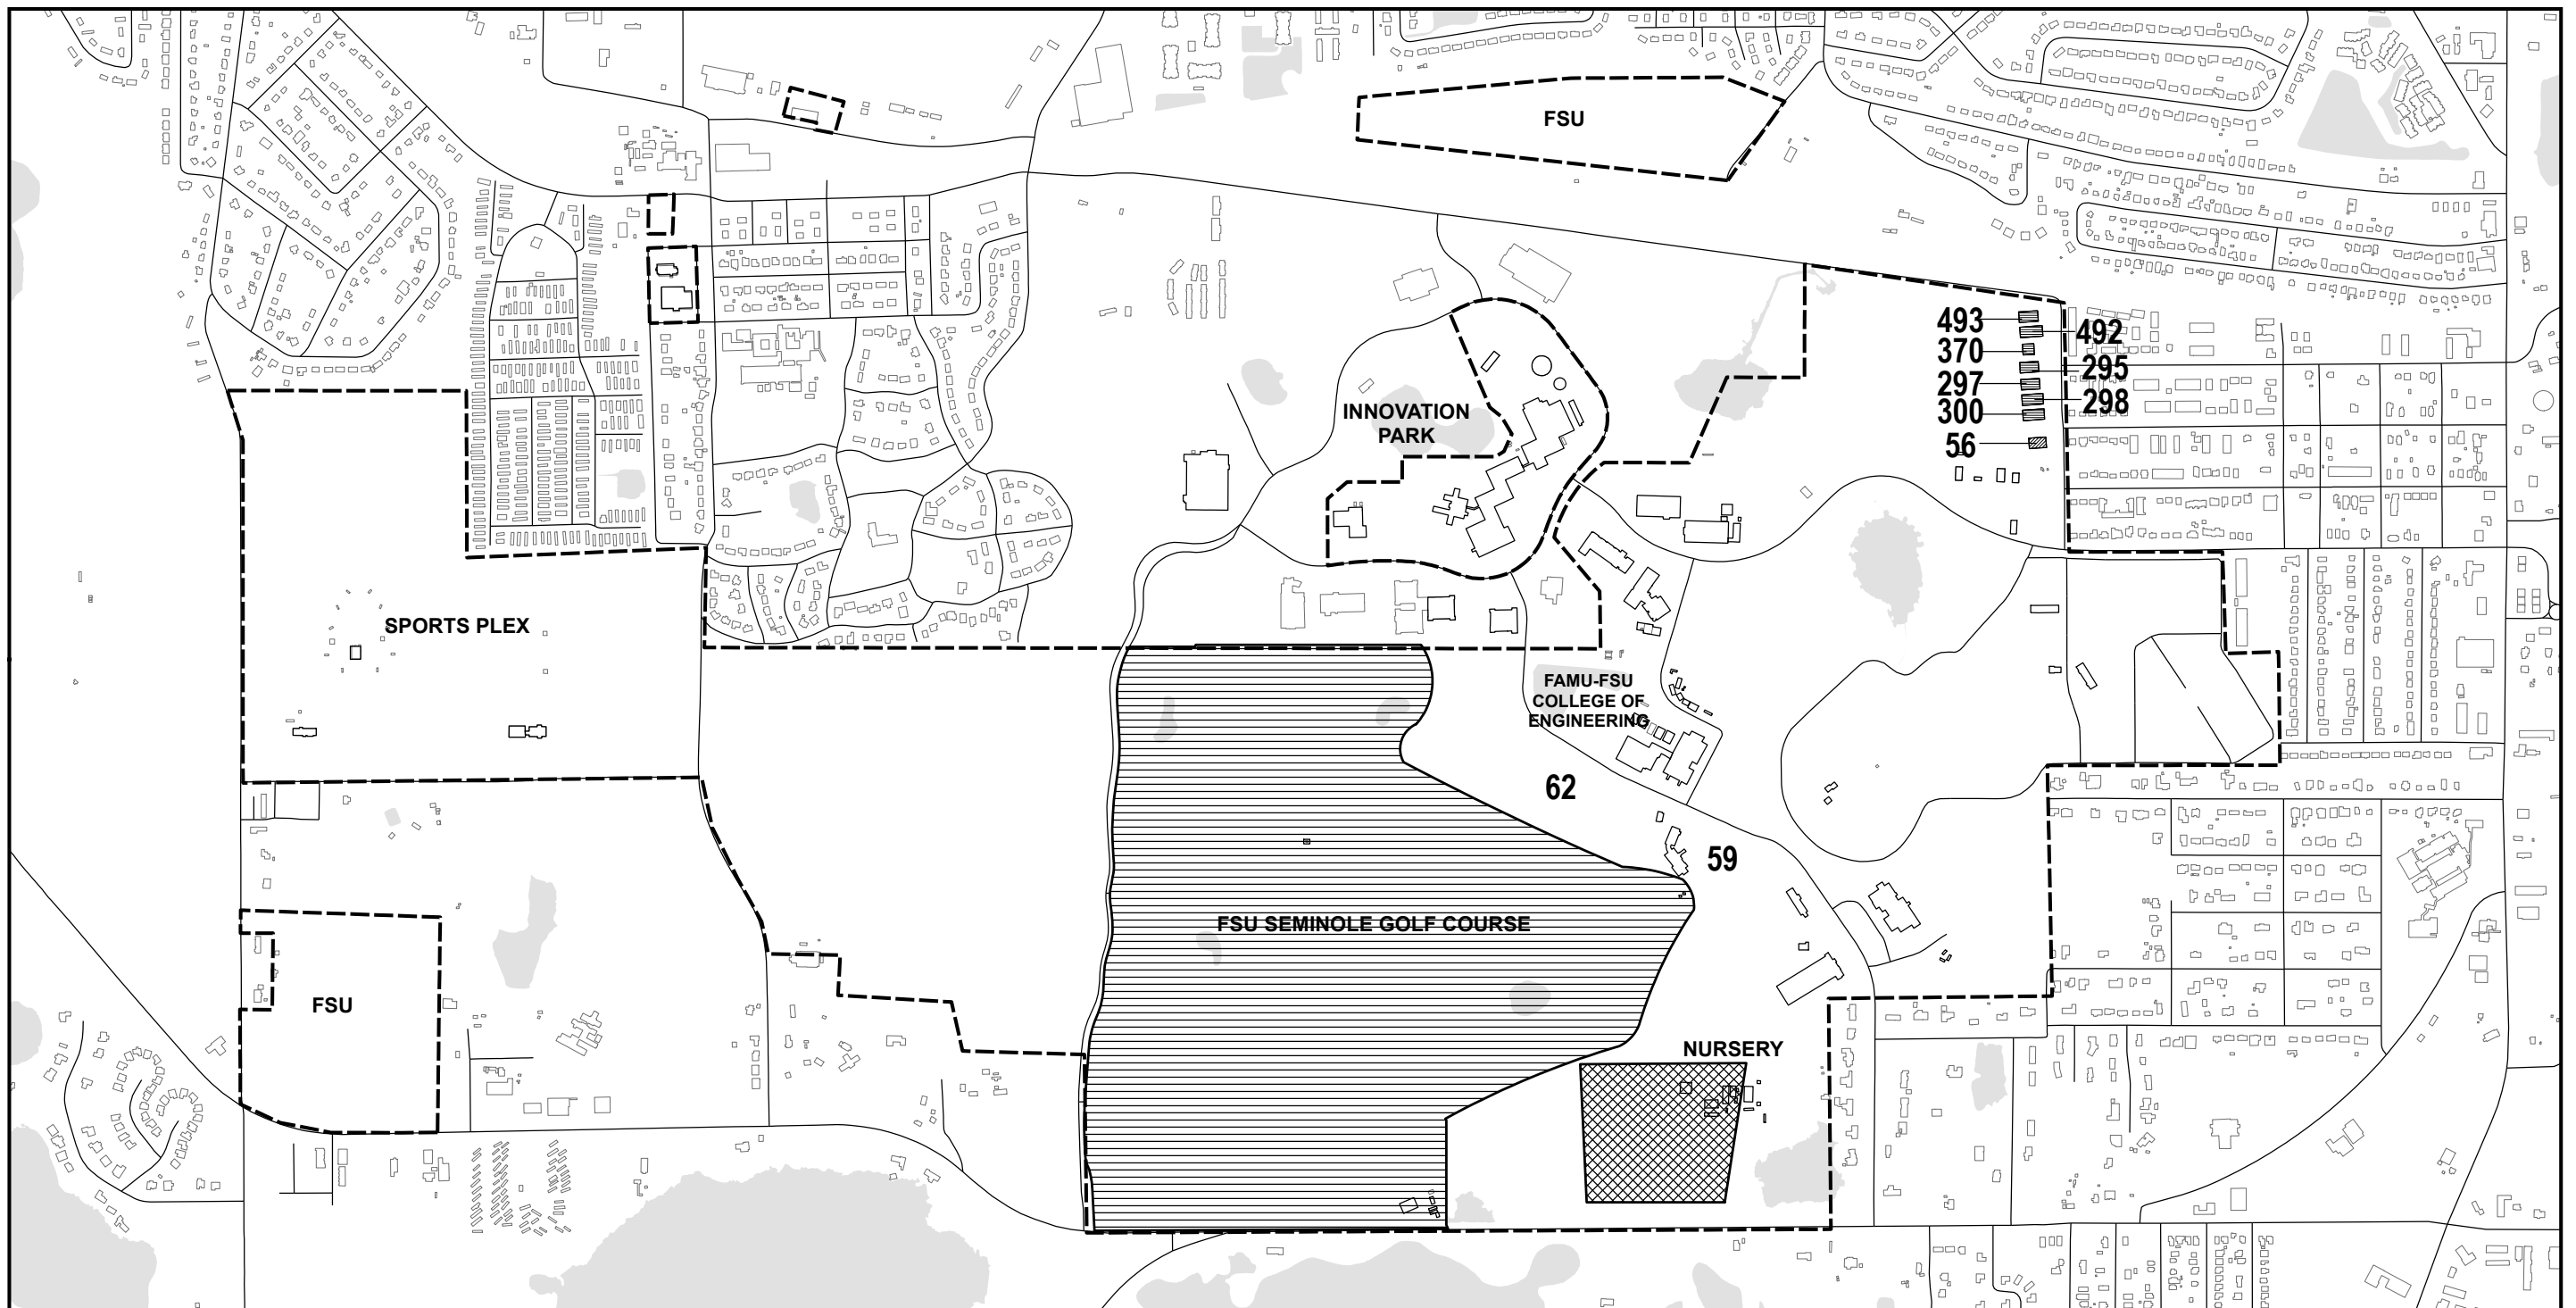 FSU
493
492
370
295
297
298
300
56
INNOVATION
PARK
SPORTS PLEX
FAMU-FSU
COLLEGE OF
ENGINEERING
62
59
FSU SEMINOLE GOLF COURSE
FSU
NURSERY